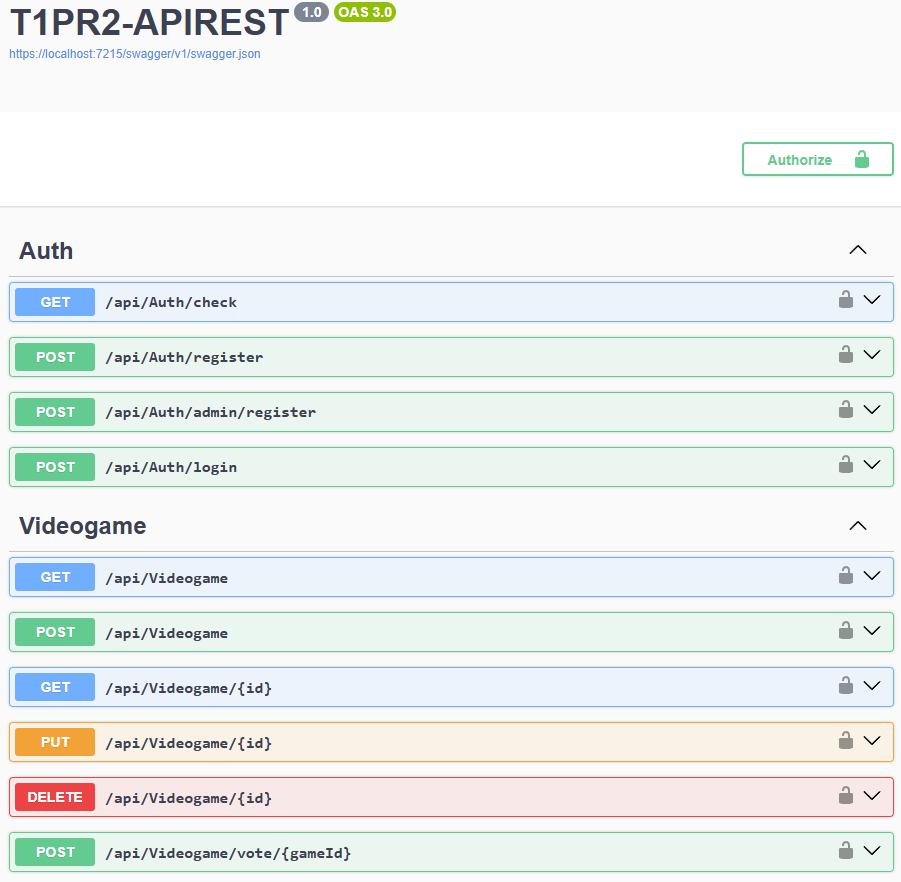 T1PR2-APIREST 1.0 OAS 3.0
https://localhost:7215/swagger/v1/swagger.json
Authorize
Auth
GET /api/Auth/check
POST /api/Auth/register
POST /api/Auth/admin/register
POST /api/Auth/login
Videogame
GET /api/Videogame
POST /api/Videogame
GET /api/Videogame/{id}
PUT /api/Videogame/{id}
DELETE /api/Videogame/{id}
POST /api/Videogame/vote/{gameId}